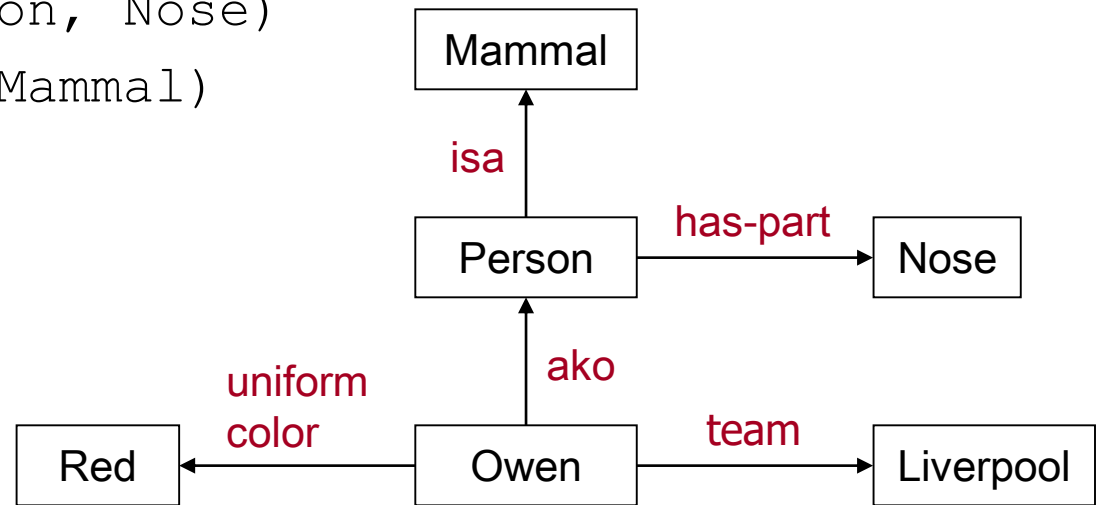 on, Nose)
Mammal)
Mammal
isa
has-part
Person
Nose
ako
uniform
color
team
Red
Owen
Liverpool